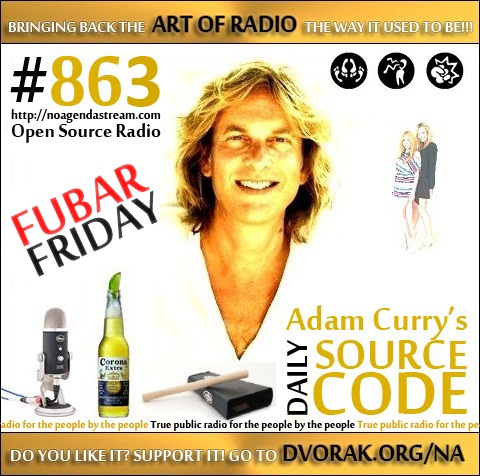 BRINGING BACK THE ART OF RADIO THE WAY IT USED TO BE!!!
#863
http://noagendastream.com
Open Source Radio
FUBAR
FRIDAY
Corona
Extra
Adam Curry's
DAILY
SOURCE
CODE
adio for the people by the people True public radio for the people by the people True public radio for the pe
DO YOU LIKE IT? SUPPORT IT! GO TO DVORAK.ORG/NA